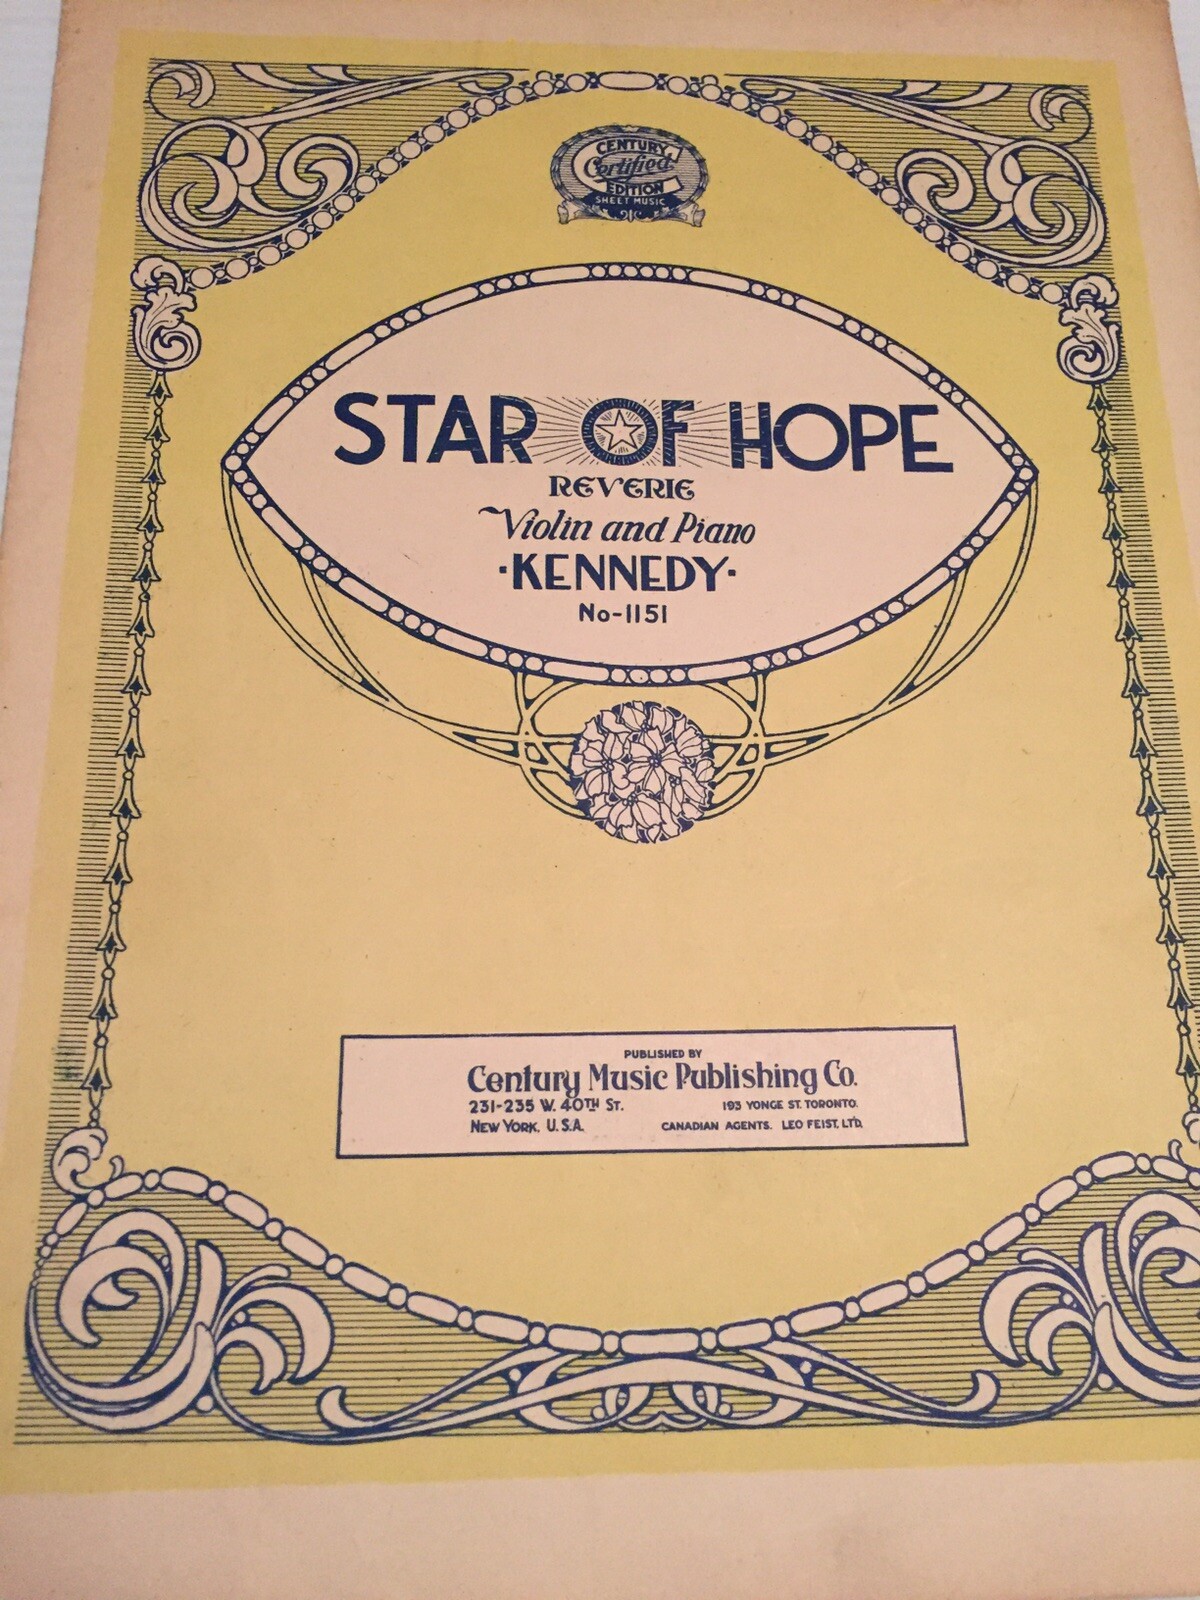 CENTURY
Certified
EDITION
SHEET MUSIC
STAR OF HOPE
REVERIE
Violin and Piano
·KENNEDY·
No-1151
PUBLISHED BY
Century Music Publishing Co.
231-235 W. 40TH ST. 193 YONGE ST. TORONTO.
NEW YORK, U.S.A. CANADIAN AGENTS. LEO FEIST, LTD.